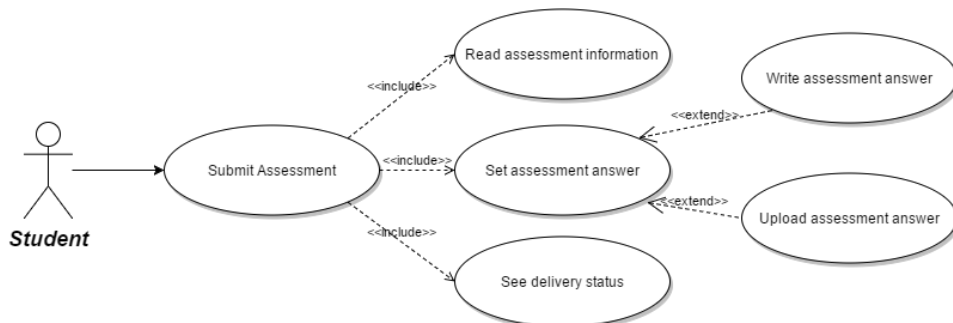 Read assessment information
Write assessment answer
<<include>>
<<extend>>
Submit Assessment
<<include>>
Set assessment answer
<<extend>>
Upload assessment answer
Student
<<include>>
See delivery status